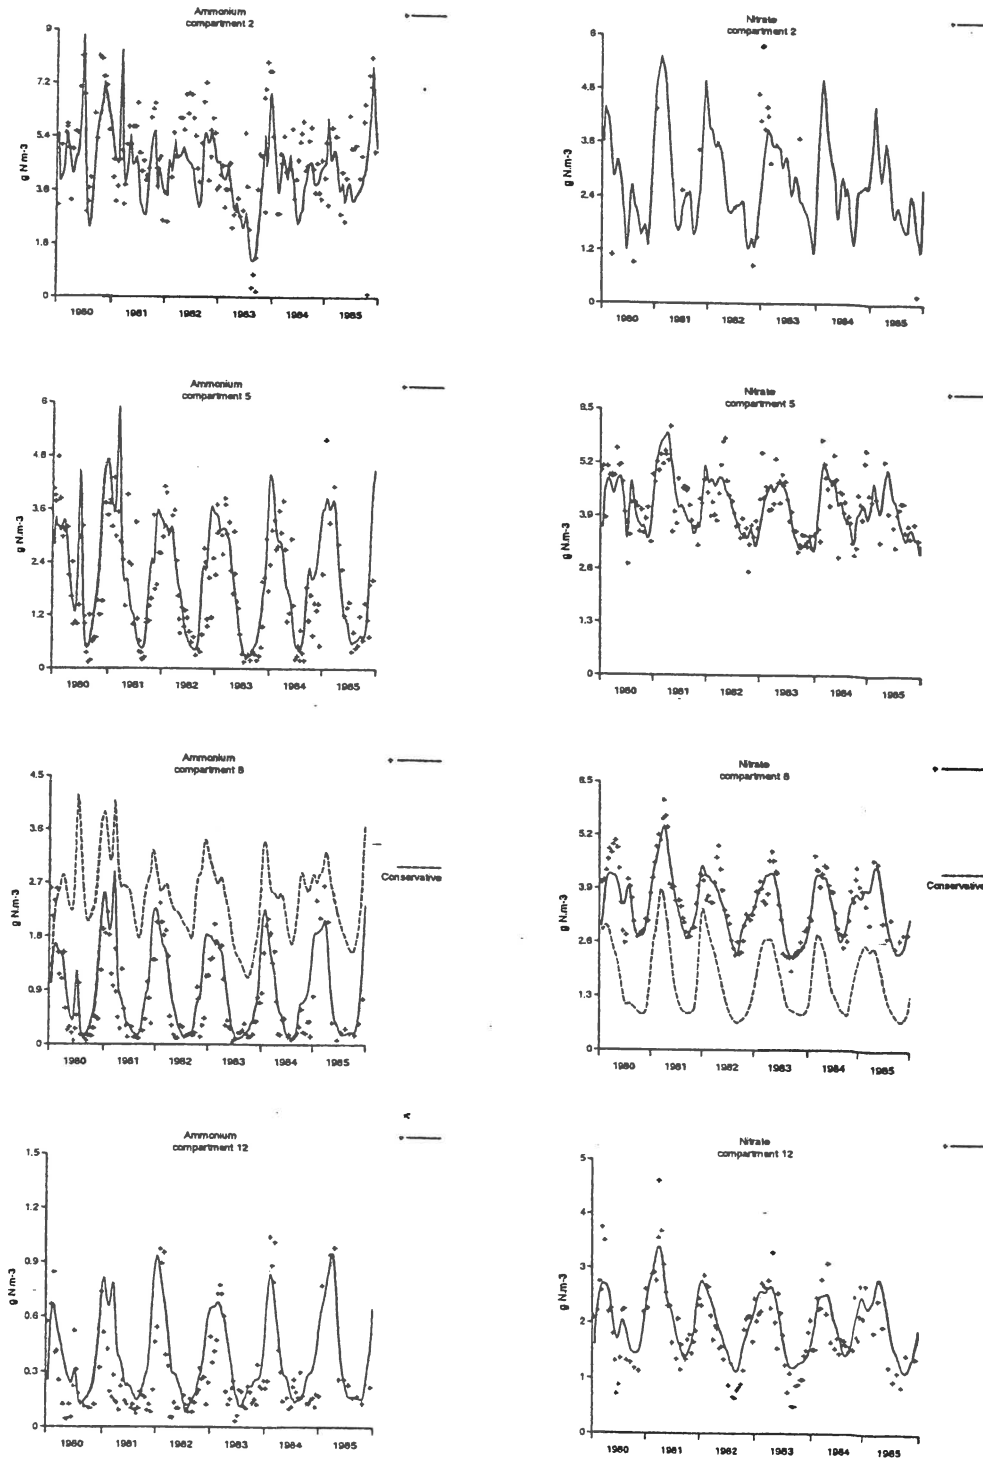 Ammonium
compartment 2
9
7.2
5.4
3.6
1.8
0
g N.m-3
1980 1981 1982 1983 1984 1985
Nitrate
compartment 2
6
4.8
3.6
2.4
1.2
0
g N.m-3
1980 1981 1982 1983 1984 1985
Ammonium
compartment 5
6
4.8
3.6
2.4
1.2
0
g N.m-3
1980 1981 1982 1983 1984 1985
Nitrate
compartment 5
6.5
5.2
3.9
2.6
1.3
0
g N.m-3
1980 1981 1982 1983 1984 1985
Ammonium
compartment 8
4.5
3.6
2.7
1.8
0.9
0
g N.m-3
1980 1981 1982 1983 1984 1985
Conservative
Nitrate
compartment 8
6.5
5.2
3.9
2.6
1.3
0
g N.m-3
1980 1981 1982 1983 1984 1985
Conservative
Ammonium
compartment 12
1.5
1.2
0.9
0.6
0.3
0
g N.m-3
1980 1981 1982 1983 1984 1985
Nitrate
compartment 12
5
4
3
2
1
0
g N.m-3
1980 1981 1982 1983 1984 1985